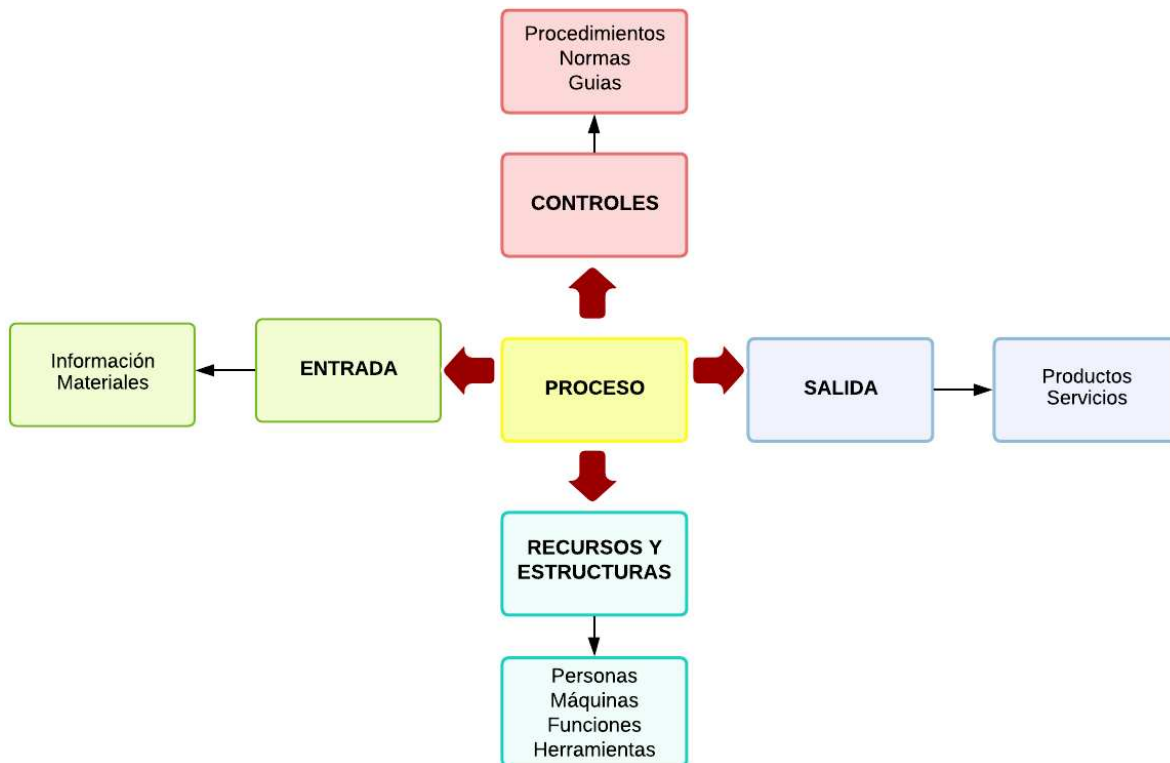 Procedimientos
Normas
Guias
CONTROLES
Información
Materiales
ENTRADA
PROCESO
SALIDA
Productos
Servicios
RECURSOS Y
ESTRUCTURAS
Personas
Máquinas
Funciones
Herramientas